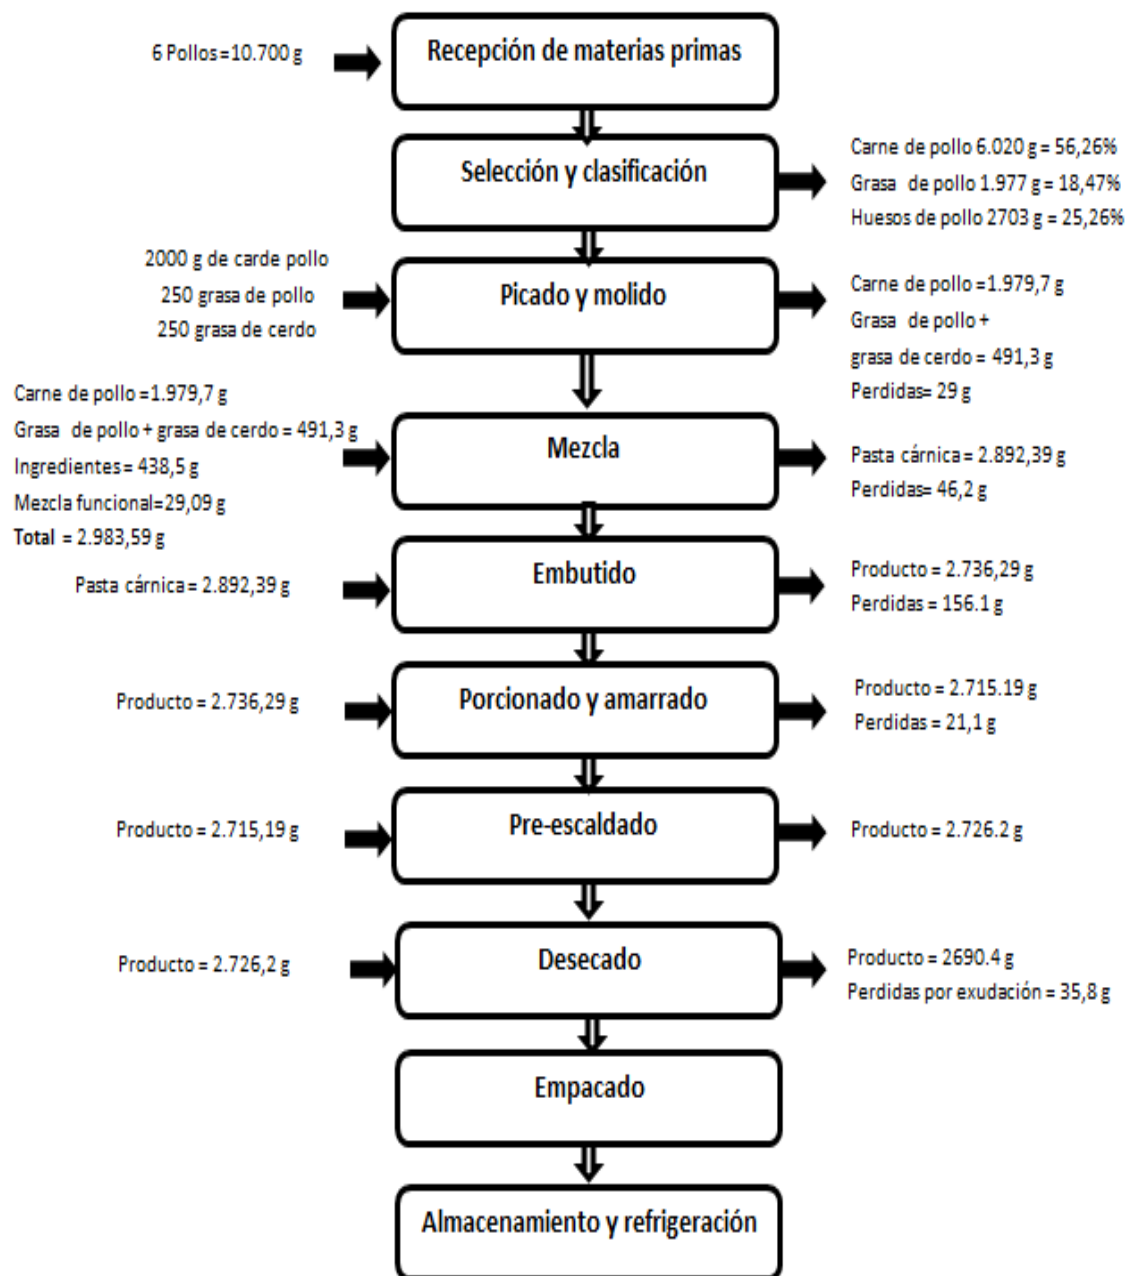 6 Pollos =10.700 g
Recepción de materias primas
Selección y clasificación
Carne de pollo 6.020 g = 56,26%
Grasa de pollo 1.977 g = 18,47%
Huesos de pollo 2703 g = 25,26%
2000 g de carde pollo
250 grasa de pollo
250 grasa de cerdo
Picado y molido
Carne de pollo =1.979,7 g
Grasa de pollo +
grasa de cerdo = 491,3 g
Perdidas= 29 g
Carne de pollo =1.979,7 g
Grasa de pollo + grasa de cerdo = 491,3 g
Ingredientes = 438,5 g
Mezcla funcional=29,09 g
Total = 2.983,59 g
Mezcla
Pasta cárnica = 2.892,39 g
Perdidas= 46,2 g
Pasta cárnica = 2.892,39 g
Embutido
Producto = 2.736,29 g
Perdidas = 156.1 g
Producto = 2.736,29 g
Porcionado y amarrado
Producto = 2.715.19 g
Perdidas = 21,1 g
Producto = 2.715,19 g
Pre-escaldado
Producto = 2.726.2 g
Producto = 2.726,2 g
Desecado
Producto = 2690.4 g
Perdidas por exudación = 35,8 g
Empacado
Almacenamiento y refrigeración